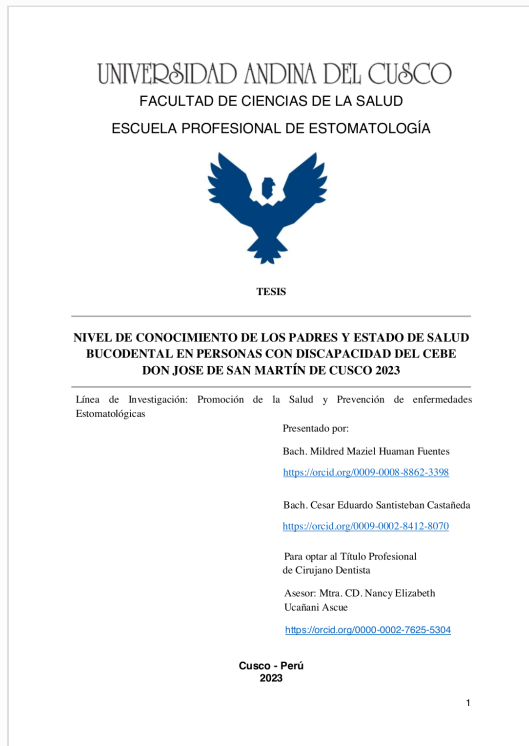 UNIVERSIDAD ANDINA DEL CUSCO
FACULTAD DE CIENCIAS DE LA SALUD
ESCUELA PROFESIONAL DE ESTOMATOLOGÍA
TESIS
NIVEL DE CONOCIMIENTO DE LOS PADRES Y ESTADO DE SALUD
BUCODENTAL EN PERSONAS CON DISCAPACIDAD DEL CEBE
DON JOSE DE SAN MARTÍN DE CUSCO 2023
Línea de Investigación: Promoción de la Salud y Prevención de enfermedades
Estomatológicas
Presentado por:
Bach. Mildred Maziel Huaman Fuentes
https://orcid.org/0009-0008-8862-3398
Bach. Cesar Eduardo Santisteban Castañeda
https://orcid.org/0009-0002-8412-8070
Para optar al Título Profesional
de Cirujano Dentista
Asesor: Mtra. CD. Nancy Elizabeth
Ucañani Ascue
https://orcid.org/0000-0002-7625-5304
Cusco - Perú
2023
1